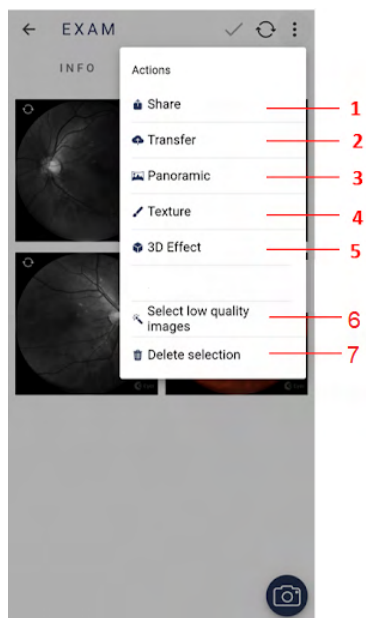 EXAM
INFO
Actions
Share
1
Transfer
2
Panoramic
3
Texture
4
3D Effect
5
Select low quality
images
6
Delete selection
7